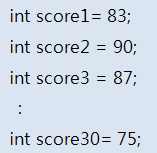 int score1= 83;
int score2 = 90;
int score3 = 87;
:
int score30= 75;